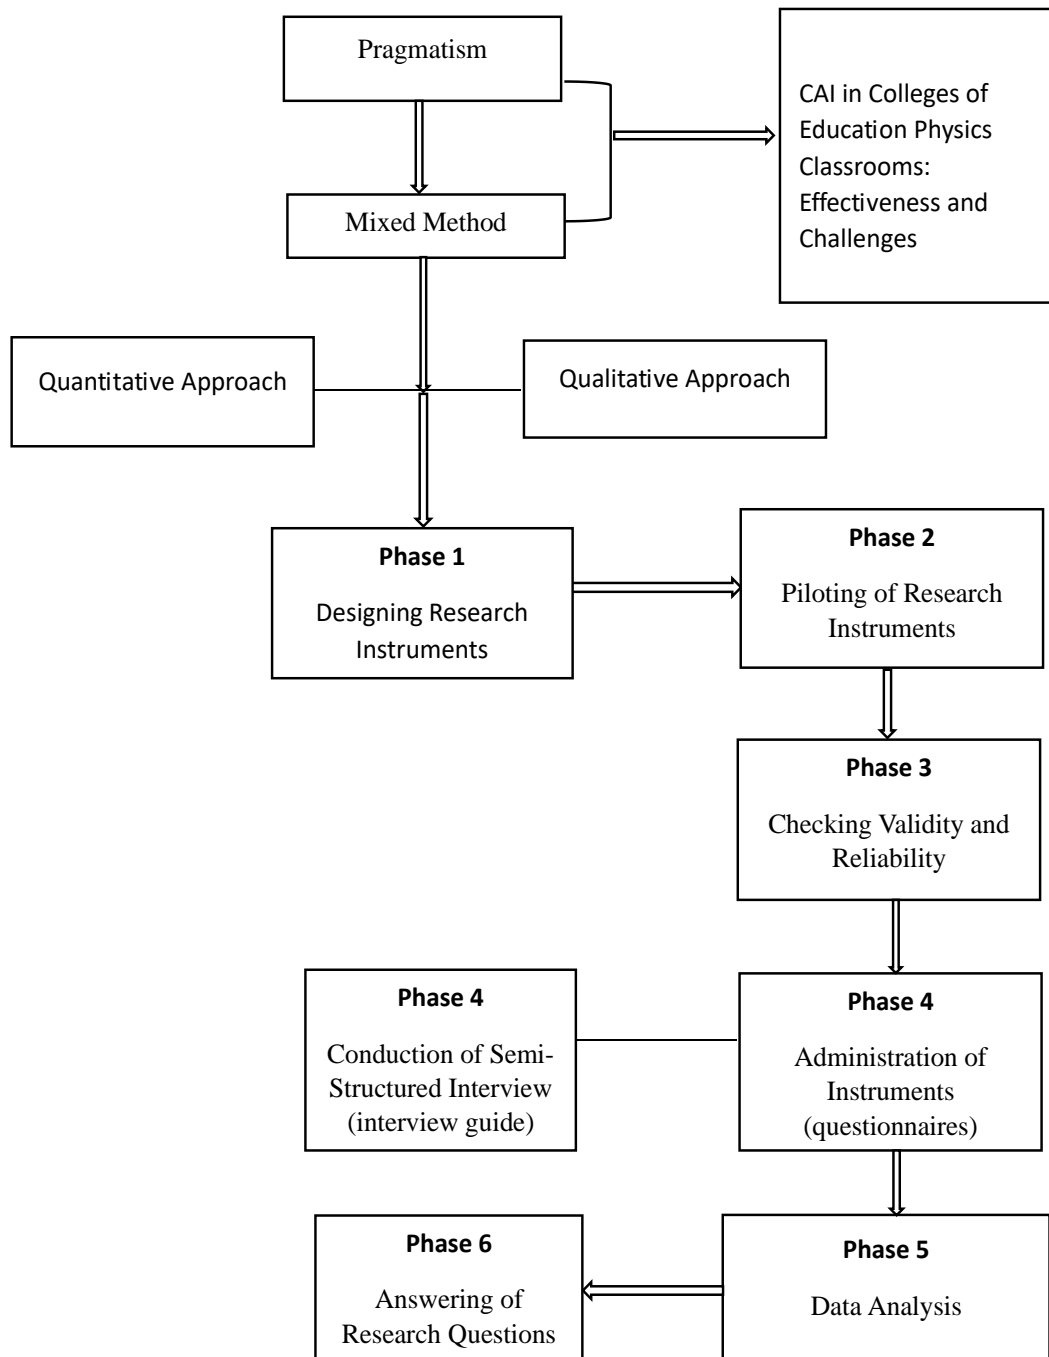 Pragmatism
CAI in Colleges of
Education Physics
Classrooms:
Effectiveness and
Challenges
Mixed Method
Quantitative Approach
Qualitative Approach
Phase 1
Designing Research
Instruments
Phase 2
Piloting of Research
Instruments
Phase 3
Checking Validity and
Reliability
Phase 4
Conduction of Semi-
Structured Interview
(interview guide)
Phase 4
Administration of
Instruments
(questionnaires)
Phase 6
Answering of
Research Questions
Phase 5
Data Analysis